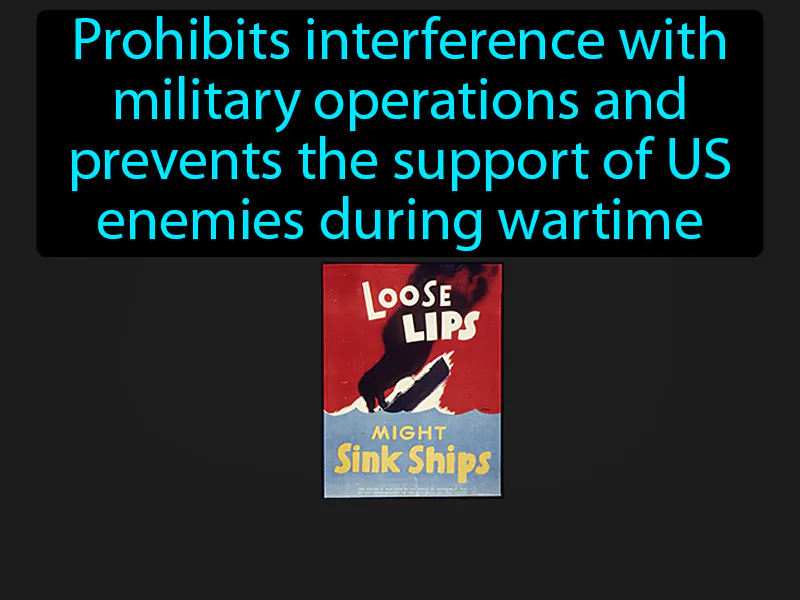 Prohibits interference with
military operations and
prevents the support of US
enemies during wartime
LOOSE
LIPS
MIGHT
Sink Ships